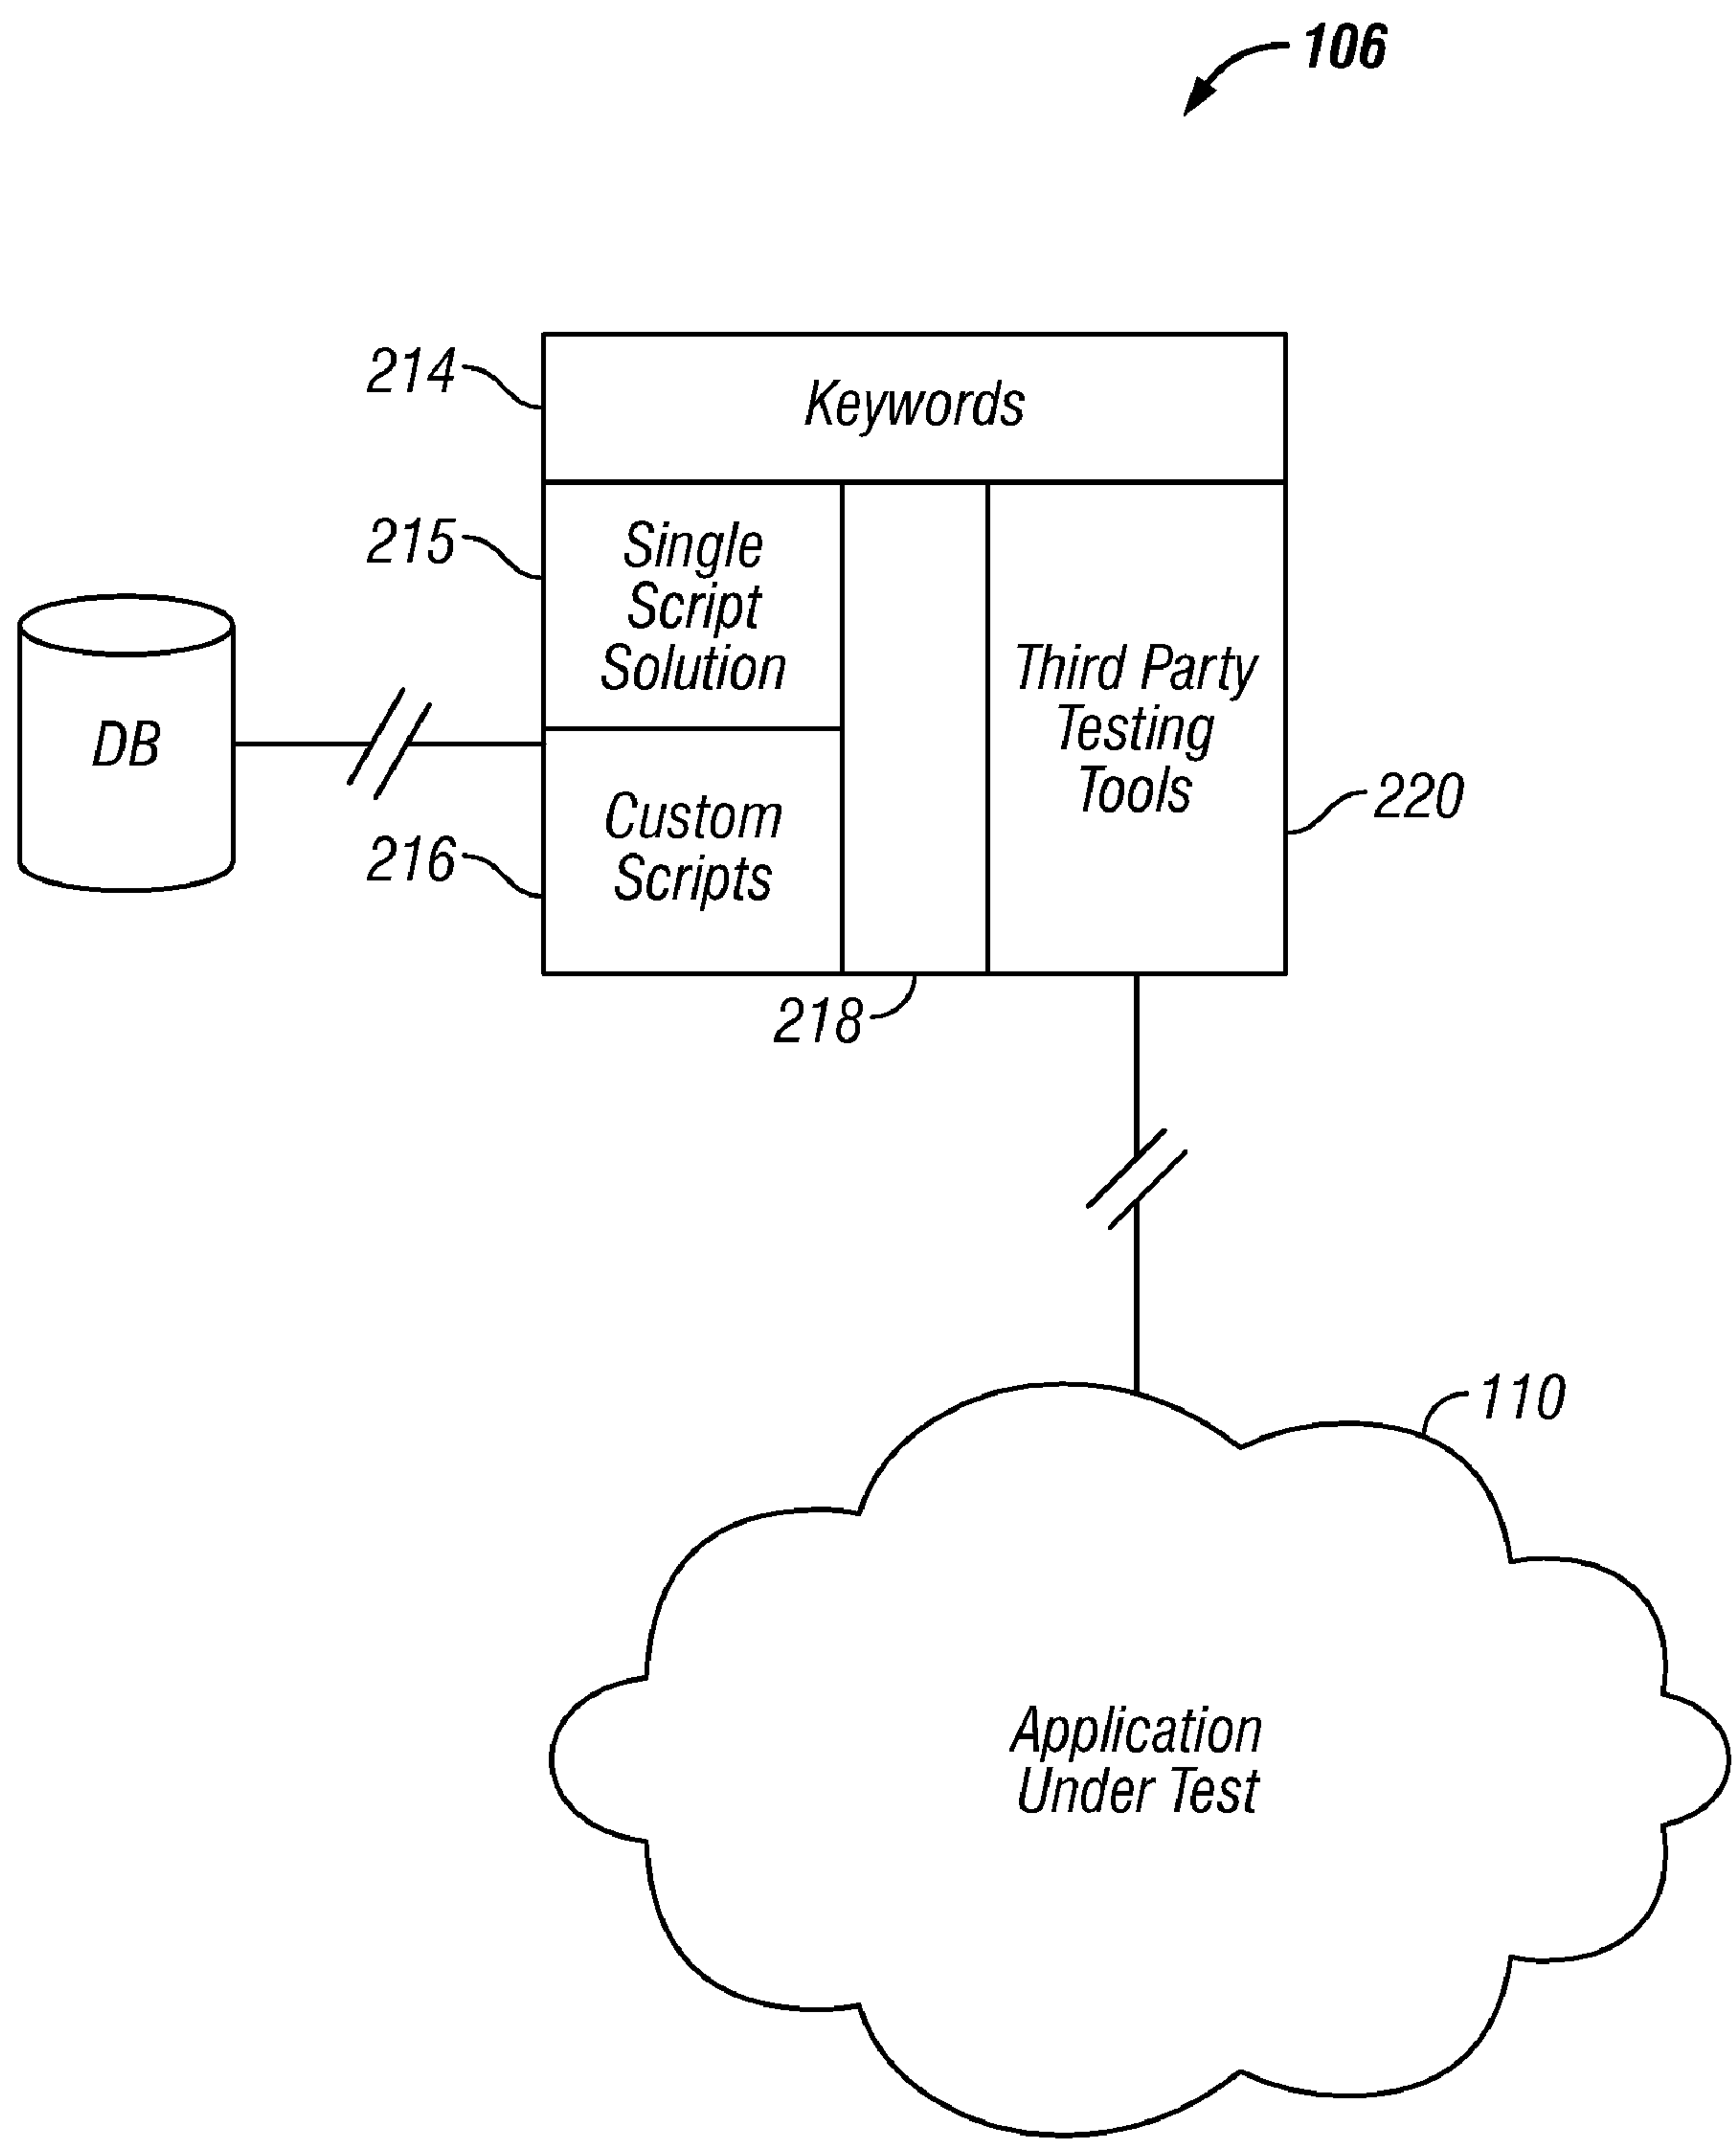 106
214
Keywords
215
Single
Script
Solution
DB
Third Party
Testing
Tools
220
216
Custom
Scripts
218
110
Application
Under Test